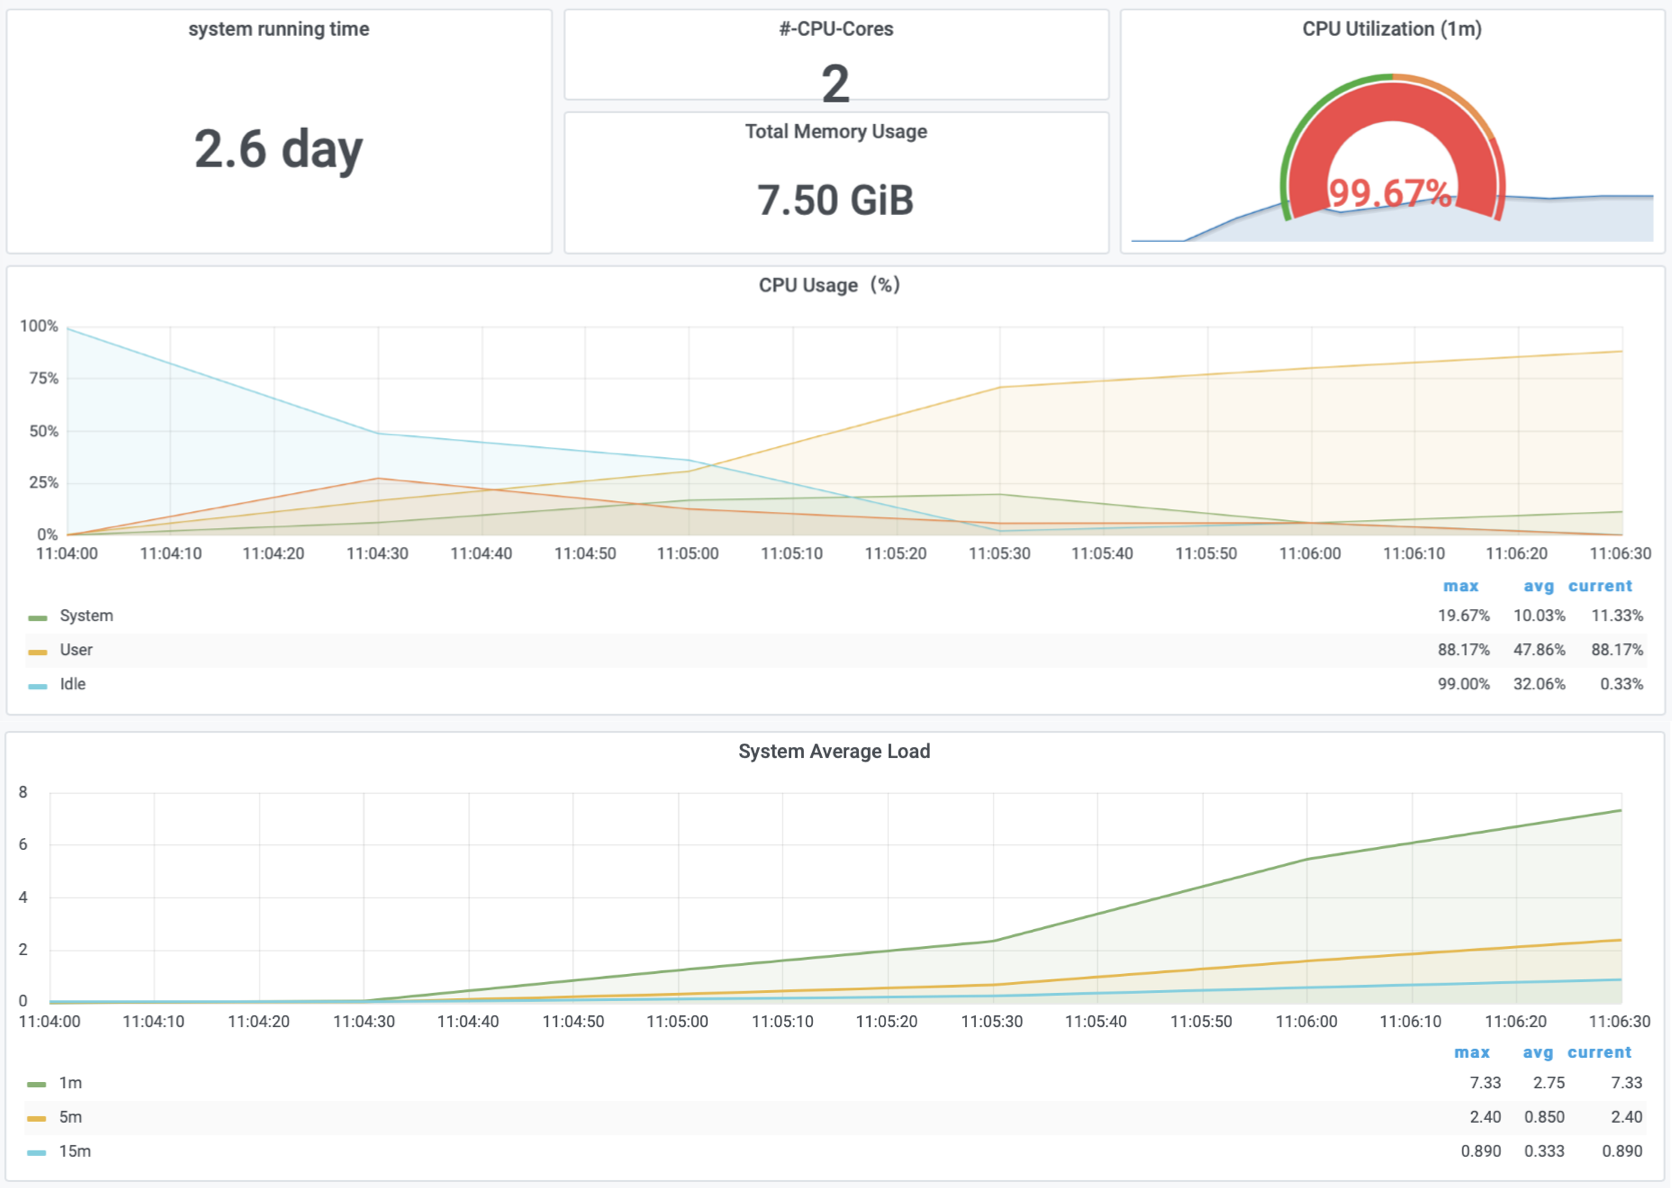 system running time
2.6 day
#-CPU-Cores
2
Total Memory Usage
7.50 GiB
CPU Utilization (1m)
99.67%
CPU Usage（%）
100%
75%
50%
25%
0%
11:04:00 11:04:10 11:04:20 11:04:30 11:04:40 11:04:50 11:05:00 11:05:10 11:05:20 11:05:30 11:05:40 11:05:50 11:06:00 11:06:10 11:06:20 11:06:30
max avg current
System 19.67% 10.03% 11.33%
User 88.17% 47.86% 88.17%
Idle 99.00% 32.06% 0.33%
System Average Load
8
6
4
2
0
11:04:00 11:04:10 11:04:20 11:04:30 11:04:40 11:04:50 11:05:00 11:05:10 11:05:20 11:05:30 11:05:40 11:05:50 11:06:00 11:06:10 11:06:20 11:06:30
max avg current
1m 7.33 2.75 7.33
5m 2.40 0.850 2.40
15m 0.890 0.333 0.890